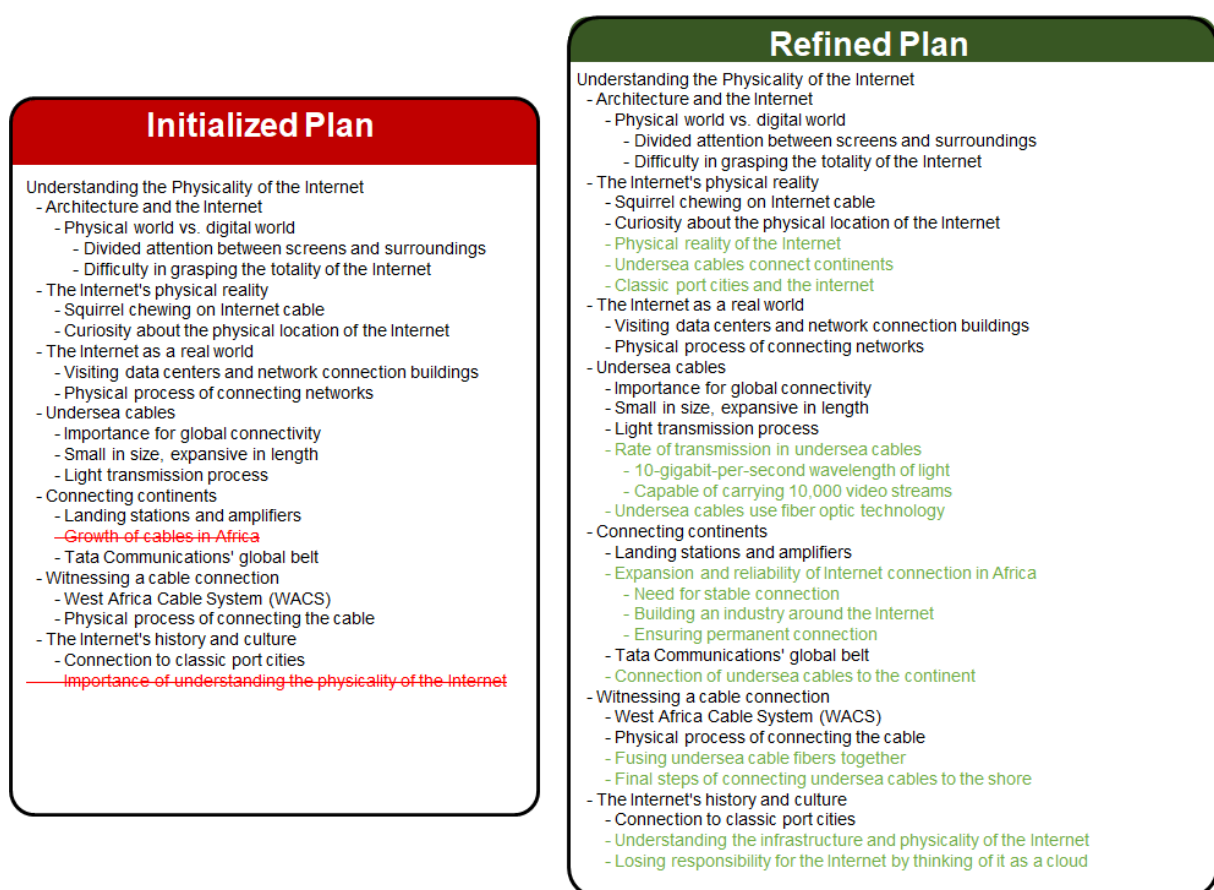 Initialized Plan
Understanding the Physicality of the Internet
- Architecture and the Internet
- Physical world vs. digital world
- Divided attention between screens and surroundings
- Difficulty in grasping the totality of the Internet
- The Internet's physical reality
- Squirrel chewing on Internet cable
- Curiosity about the physical location of the Internet
- The Internet as a real world
- Visiting data centers and network connection buildings
- Physical process of connecting networks
- Undersea cables
- Importance for global connectivity
- Small in size, expansive in length
- Light transmission process
- Connecting continents
- Landing stations and amplifiers
- Growth of cables in Africa
- Tata Communications' global belt
- Witnessing a cable connection
- West Africa Cable System (WACS)
- Physical process of connecting the cable
- The Internet's history and culture
- Connection to classic port cities
- Importance of understanding the physicality of the Internet
Refined Plan
Understanding the Physicality of the Internet
- Architecture and the Internet
- Physical world vs. digital world
- Divided attention between screens and surroundings
- Difficulty in grasping the totality of the Internet
- The Internet's physical reality
- Squirrel chewing on Internet cable
- Curiosity about the physical location of the Internet
- Physical reality of the Internet
- Undersea cables connect continents
- Classic port cities and the internet
- The Internet as a real world
- Visiting data centers and network connection buildings
- Physical process of connecting networks
- Undersea cables
- Importance for global connectivity
- Small in size, expansive in length
- Light transmission process
- Rate of transmission in undersea cables
- 10-gigabit-per-second wavelength of light
- Capable of carrying 10,000 video streams
- Undersea cables use fiber optic technology
- Connecting continents
- Landing stations and amplifiers
- Expansion and reliability of Internet connection in Africa
- Need for stable connection
- Building an industry around the Internet
- Ensuring permanent connection
- Tata Communications' global belt
- Connection of undersea cables to the continent
- Witnessing a cable connection
- West Africa Cable System (WACS)
- Physical process of connecting the cable
- Fusing undersea cable fibers together
- Final steps of connecting undersea cables to the shore
- The Internet's history and culture
- Connection to classic port cities
- Understanding the infrastructure and physicality of the Internet
- Losing responsibility for the Internet by thinking of it as a cloud